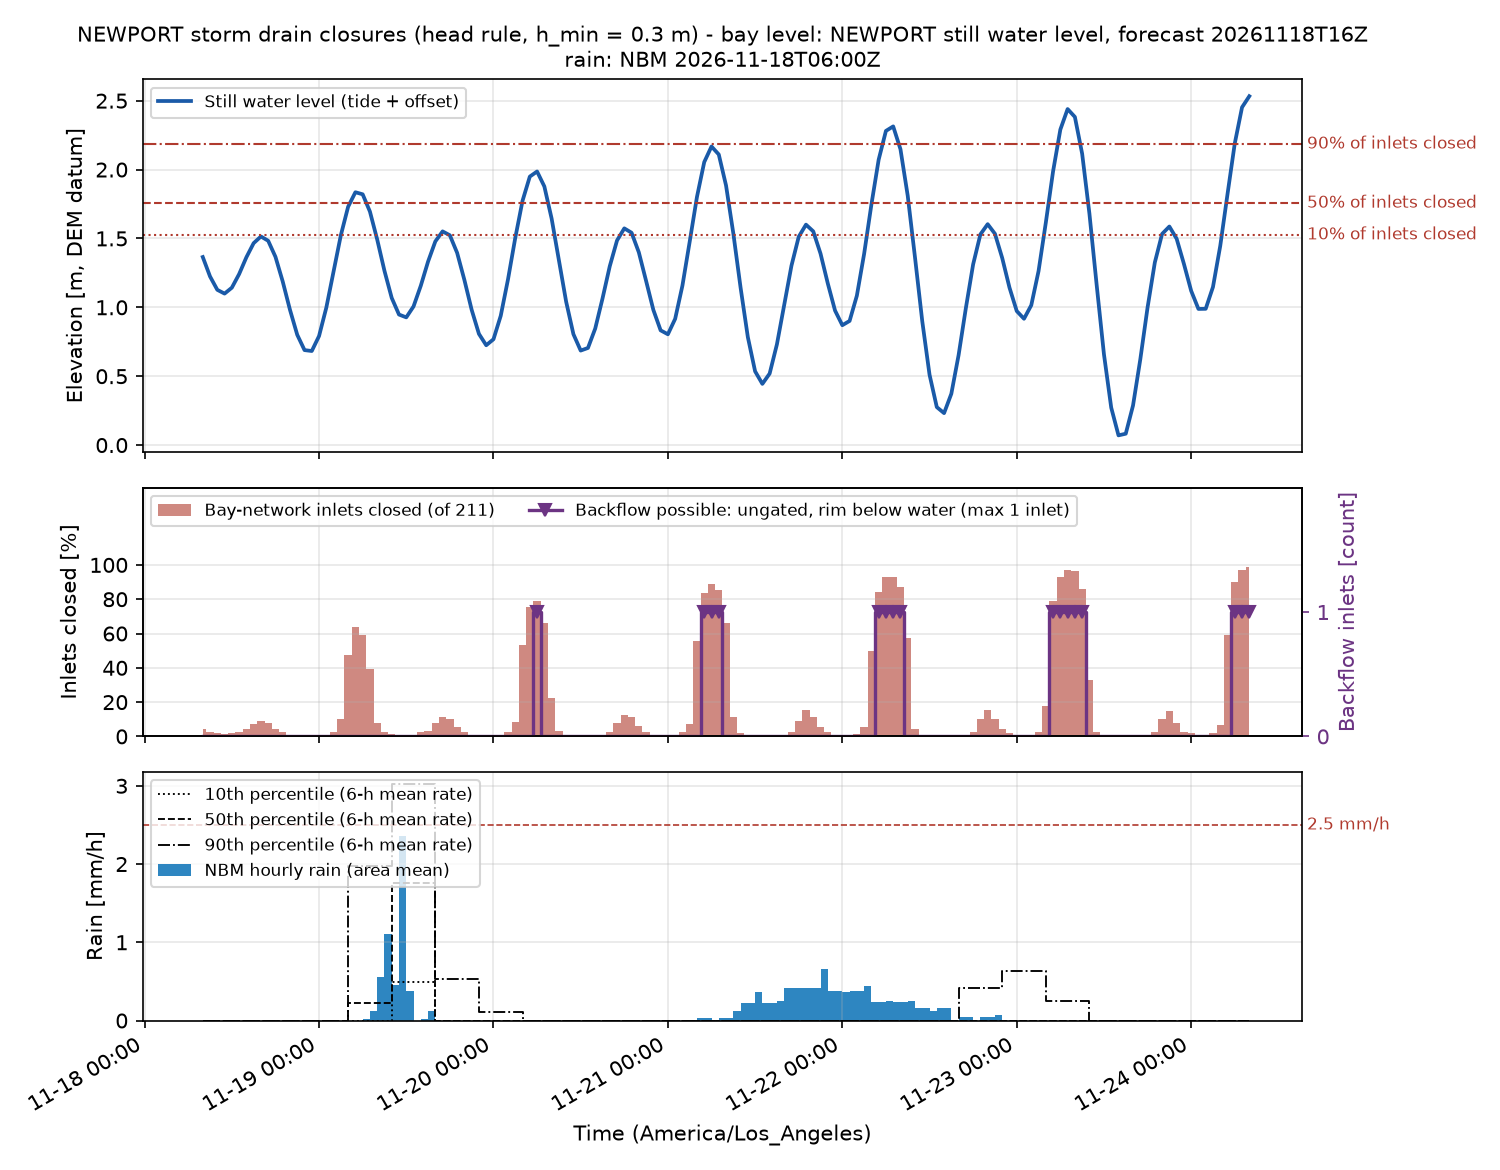 NEWPORT storm drain closures (head rule, h_min = 0.3 m) - bay level: NEWPORT still water level, forecast 20261118T16Z
rain: NBM 2026-11-18T06:00Z
Elevation [m, DEM datum]
2.5
2.0
1.5
1.0
0.5
0.0
Still water level (tide + offset)
90% of inlets closed
50% of inlets closed
10% of inlets closed
Inlets closed [%]
100
80
60
40
20
0
Bay-network inlets closed (of 211)
Backflow possible: ungated, rim below water (max 1 inlet)
1
0
Backflow inlets [count]
Rain [mm/h]
3
2
1
0
10th percentile (6-h mean rate)
50th percentile (6-h mean rate)
90th percentile (6-h mean rate)
NBM hourly rain (area mean)
2.5 mm/h
11-18 00:00
11-19 00:00
11-20 00:00
11-21 00:00
11-22 00:00
11-23 00:00
11-24 00:00
Time (America/Los_Angeles)